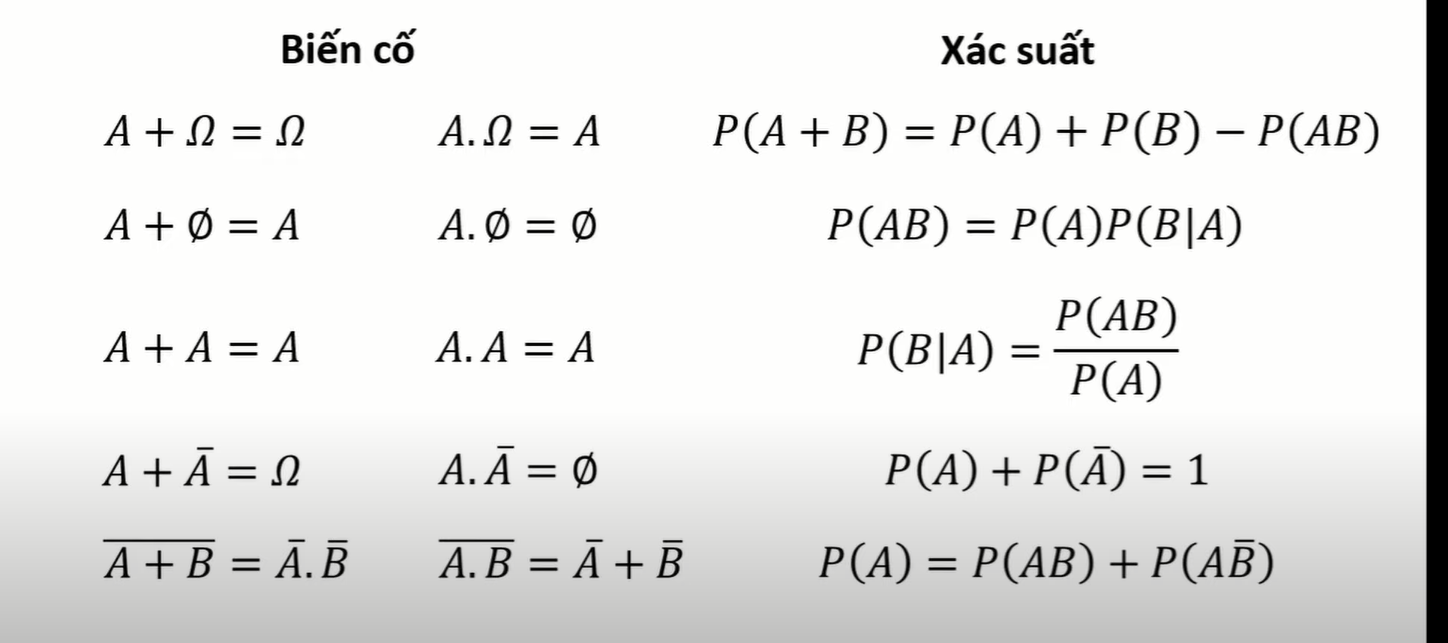 Biến cố Xác suất
A + Ω = Ω A. Ω = A P(A + B) = P(A) + P(B) − P(AB)
A + ∅ = A A. ∅ = ∅ P(AB) = P(A)P(B|A)
A + A = A A. A = A P(B|A) = P(AB) / P(A)
A + Ā = Ω A. Ā = ∅ P(A) + P(Ā) = 1
A̅ ̅+̅ ̅B̅ = Ā. B̄ A̅.̅ ̅B̅ = Ā + B̄ P(A) = P(AB) + P(AB̄)